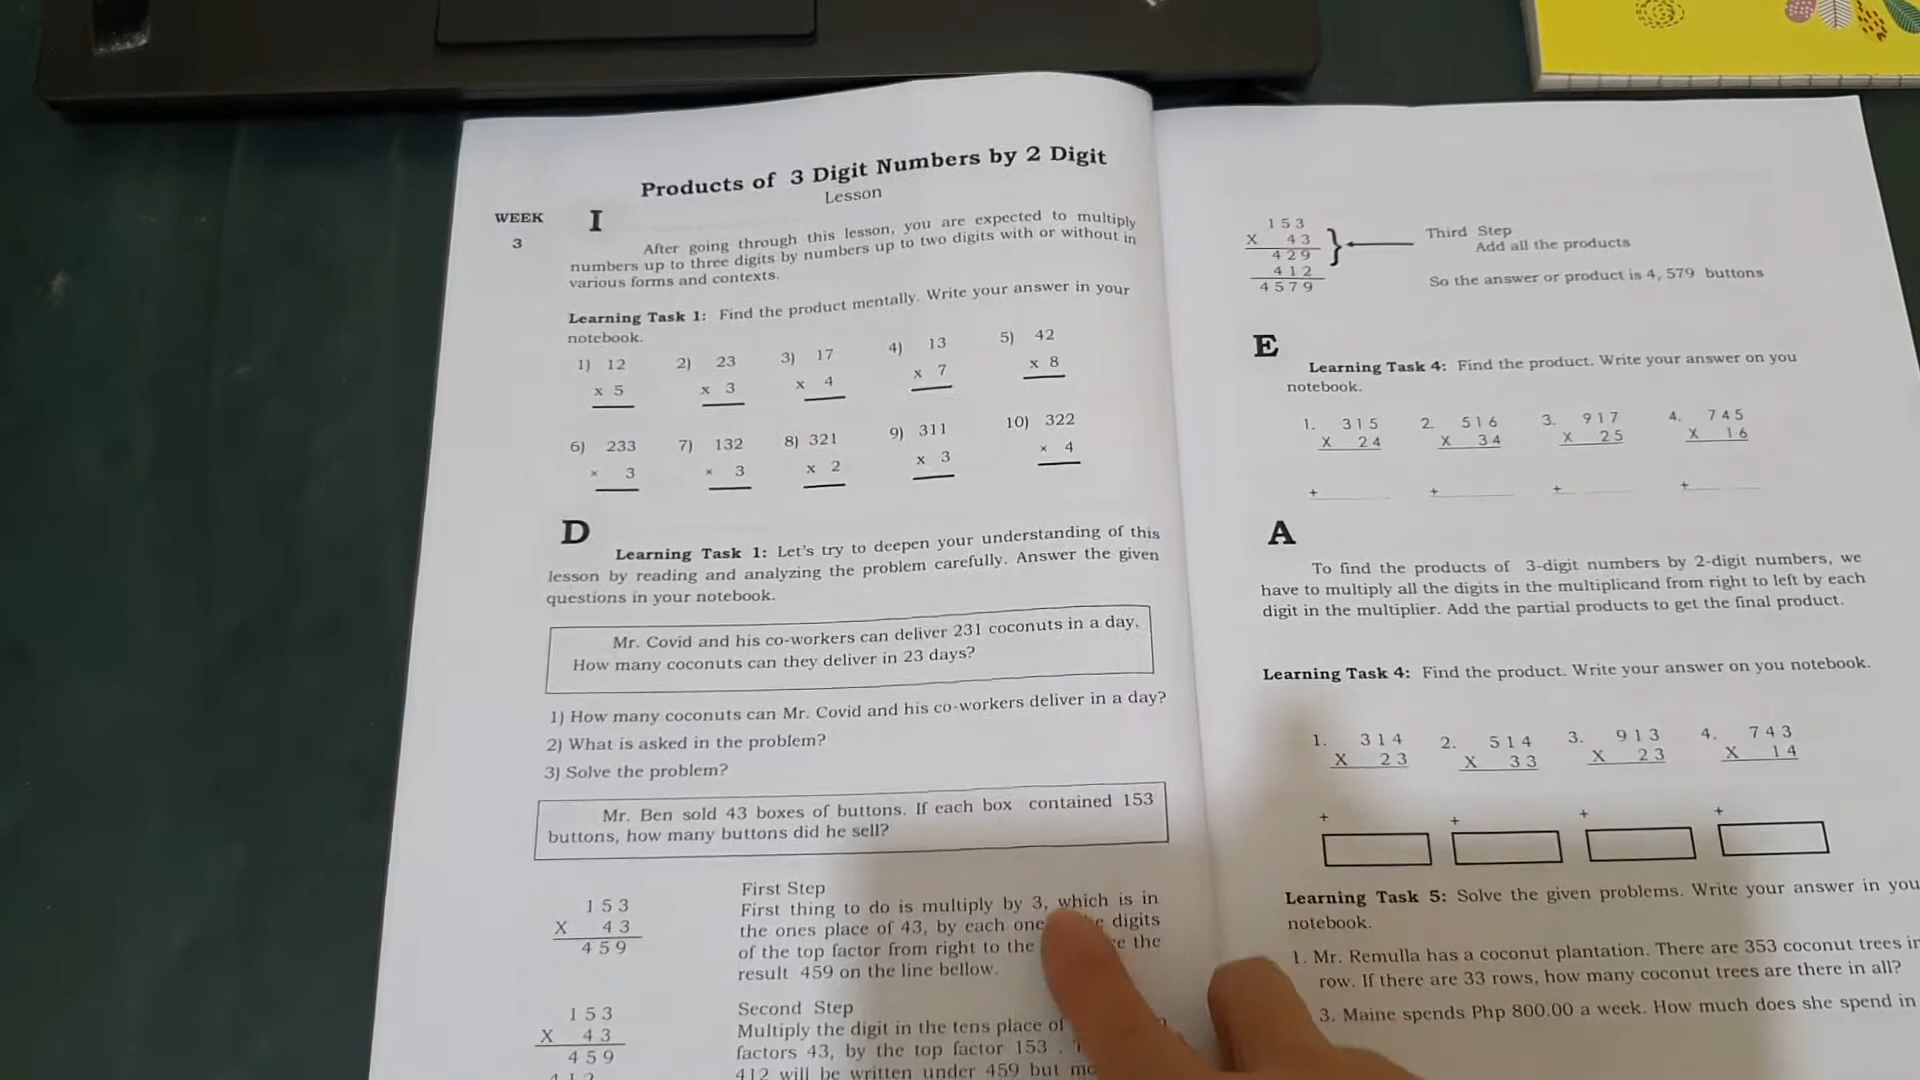 Products of 3 Digit Numbers by 2 Digit
Lesson
WEEK
3
I
After going through this lesson, you are expected to multiply
numbers up to three digits by numbers up to two digits with or without in
various forms and contexts.
Learning Task 1: Find the product mentally. Write your answer in your
notebook.
1) 12 2) 23 3) 17 4) 13 5) 42
x 5 x 3 x 4 x 7 x 8
6) 233 7) 132 8) 321 9) 311 10) 322
× 3 × 3 x 2 x 3 × 4
D
Learning Task 1: Let's try to deepen your understanding of this
lesson by reading and analyzing the problem carefully. Answer the given
questions in your notebook.
Mr. Covid and his co-workers can deliver 231 coconuts in a day.
How many coconuts can they deliver in 23 days?
1) How many coconuts can Mr. Covid and his co-workers deliver in a day?
2) What is asked in the problem?
3) Solve the problem?
Mr. Ben sold 43 boxes of buttons. If each box contained 153
buttons, how many buttons did he sell?
153
X 43
459
First Step
First thing to do is multiply by 3, which is in
the ones place of 43, by each one digits
of the top factor from right to the the
result 459 on the line bellow.
153
X 43
459
Second Step
Multiply the digit in the tens place of
factors 43, by the top factor 153 .
412 will be written under 459 but
153
X 43
429
412
4579
Third Step
Add all the products
So the answer or product is 4, 579 buttons
E
Learning Task 4: Find the product. Write your answer on you
notebook.
1. 315 2. 516 3. 917 4. 745
X 24 X 34 X 25 X 16
+ + + +
A
To find the products of 3-digit numbers by 2-digit numbers, we
have to multiply all the digits in the multiplicand from right to left by each
digit in the multiplier. Add the partial products to get the final product.
Learning Task 4: Find the product. Write your answer on you notebook.
1. 314 2. 514 3. 913 4. 743
X 23 X 33 X 23 X 14
+ + + +
Learning Task 5: Solve the given problems. Write your answer in you
notebook.
1. Mr. Remulla has a coconut plantation. There are 353 coconut trees in
row. If there are 33 rows, how many coconut trees are there in all?
3. Maine spends Php 800.00 a week. How much does she spend in